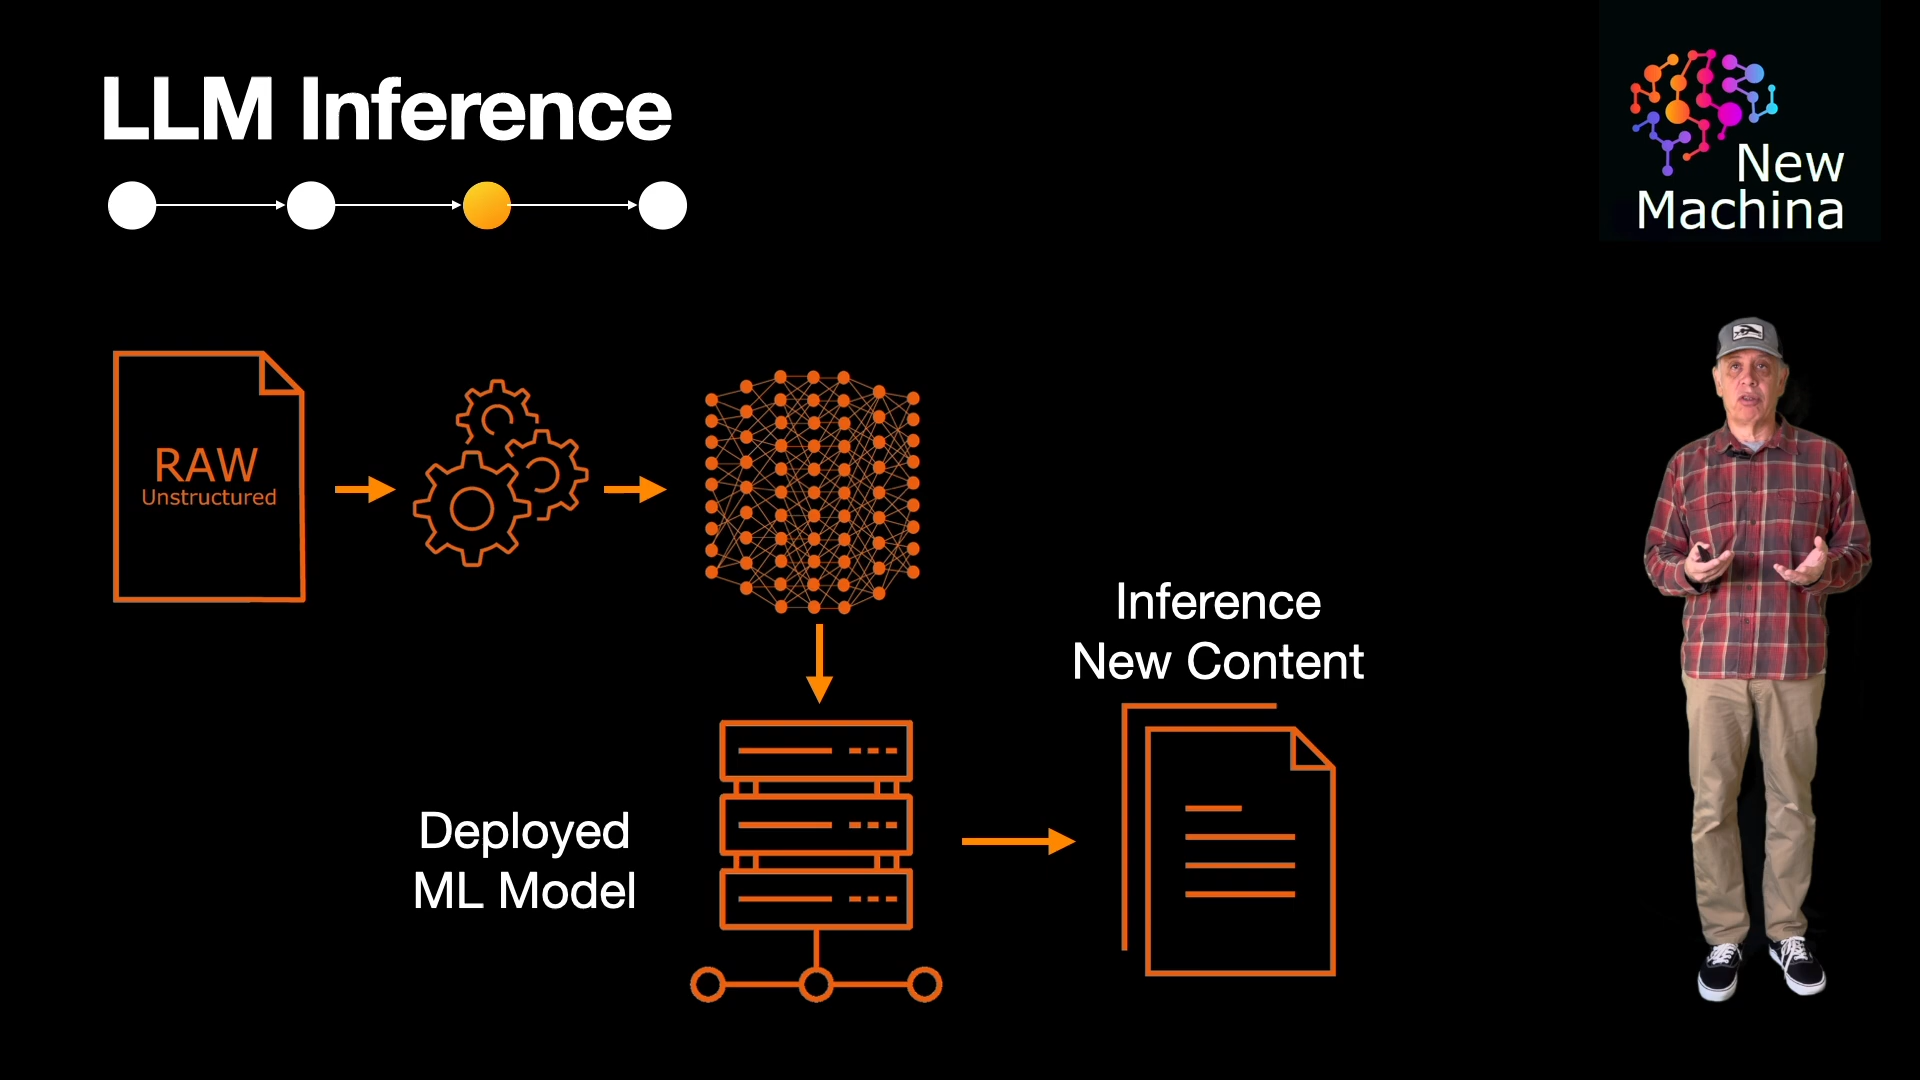 LLM Inference
New
Machina
RAW
Unstructured
Inference
New Content
Deployed
ML Model